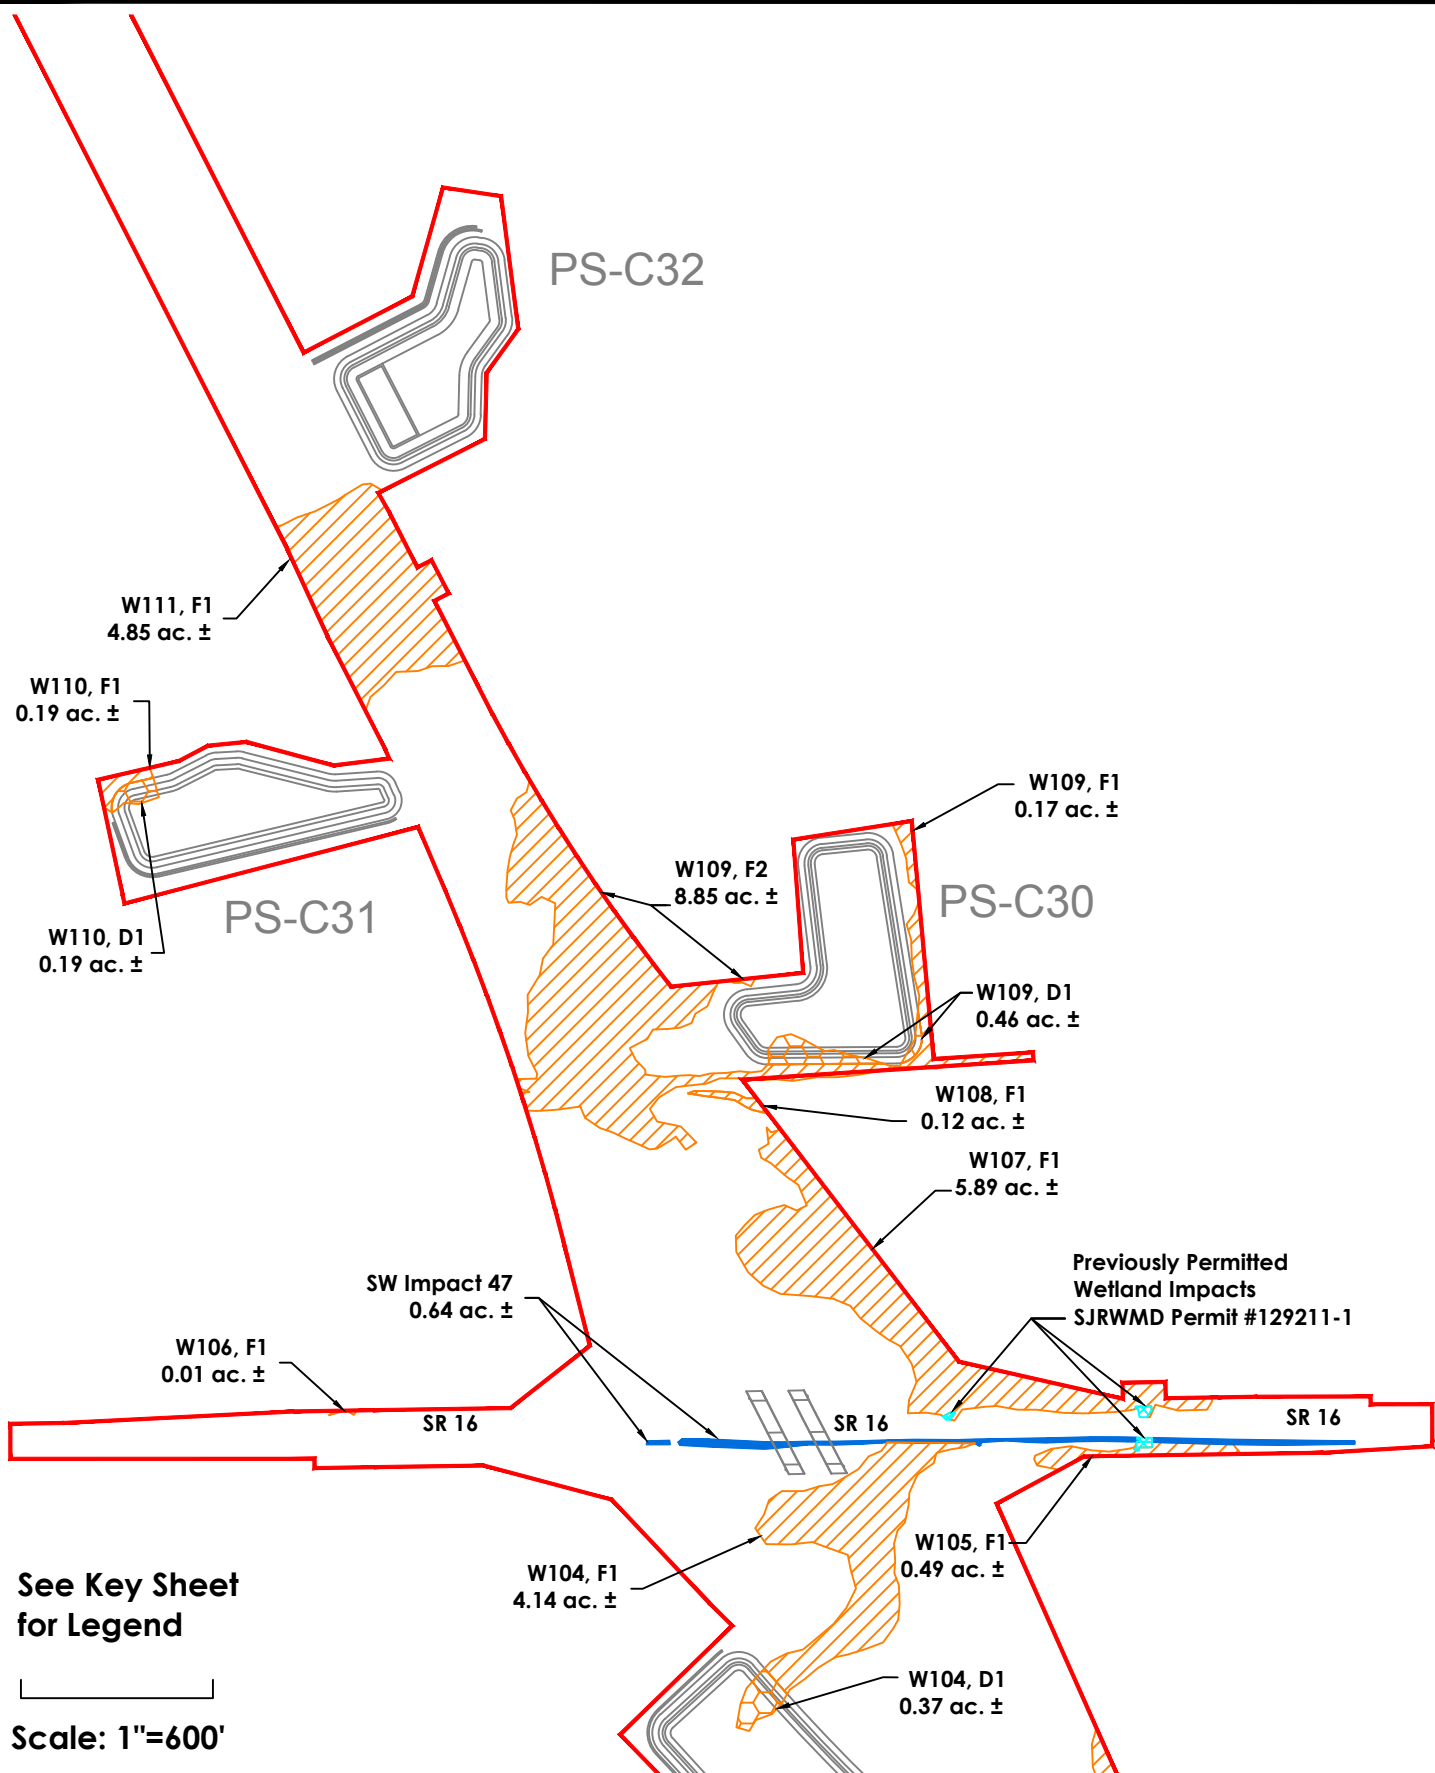 PS-C32
W111, F1
4.85 ac. ±
W110, F1
0.19 ac. ±
W109, F1
0.17 ac. ±
W109, F2
8.85 ac. ±
PS-C30
PS-C31
W110, D1
0.19 ac. ±
W109, D1
0.46 ac. ±
W108, F1
0.12 ac. ±
W107, F1
5.89 ac. ±
Previously Permitted
Wetland Impacts
SJRWMD Permit #129211-1
SW Impact 47
0.64 ac. ±
W106, F1
0.01 ac. ±
SR 16
SR 16
SR 16
W105, F1
0.49 ac. ±
W104, F1
4.14 ac. ±
See Key Sheet
for Legend
W104, D1
0.37 ac. ±
Scale: 1"=600'